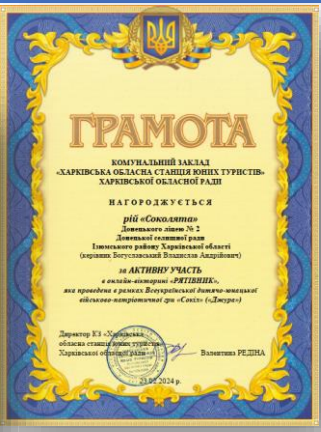 ГРАМОТА
КОМУНАЛЬНИЙ ЗАКЛАД
«ХАРКІВСЬКА ОБЛАСНА СТАНЦІЯ ЮНИХ ТУРИСТІВ»
ХАРКІВСЬКОЇ ОБЛАСНОЇ РАДИ
НАГОРОДЖУЄТЬСЯ
рій «Соколята»
Донецького ліцею № 2
Донецької селищної ради
Ізюмського району Харківської області
(керівник Богуславський Владислав Андрійович)
за АКТИВНУ УЧАСТЬ
в онлайн-вікторині «РЯТІВНИК»,
яка проведена в рамках Всеукраїнської дитячо-юнацької
військово-патріотичної гри «Сокіл» («Джура»)
Директор КЗ «Харківська
обласна станція юних туристів»
Харківської обласної ради
Валентина РЕДІНА
23.02.2024 р.